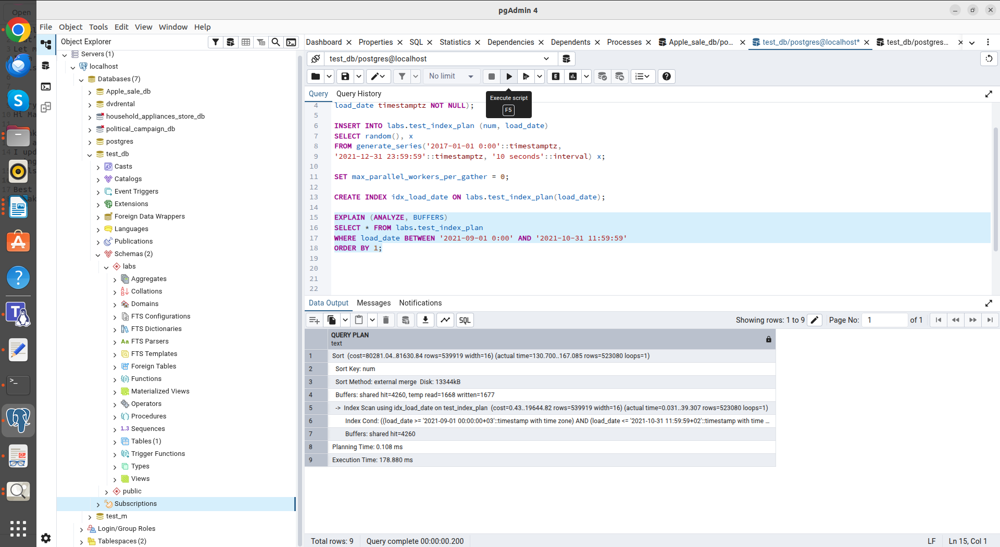 Open
pgAdmin 4
File Object Tools Edit View Window Help
Object Explorer
Servers (1)
localhost
Databases (7)
Apple_sale_db
dvdrental
household_appliances_store_db
political_campaign_db
postgres
test_db
Casts
Catalogs
Event Triggers
Extensions
Foreign Data Wrappers
Languages
Publications
Schemas (2)
labs
Aggregates
Collations
Domains
FTS Configurations
FTS Dictionaries
Aa FTS Parsers
FTS Templates
Foreign Tables
Functions
Materialized Views
Operators
Procedures
1..3 Sequences
Tables (1)
Trigger Functions
Types
Views
public
Subscriptions
test_m
Login/Group Roles
Tablespaces (2)
Dashboard Properties SQL Statistics Dependencies Dependents Processes Apple_sale_db/po... test_db/postgres@localhost* test_db/postgres...
test_db/postgres@localhost
No limit
Query Query History
Execute script
F5
4 load_date timestamptz NOT NULL);
5
6 INSERT INTO labs.test_index_plan (num, load_date)
7 SELECT random(), x
8 FROM generate_series('2017-01-01 0:00'::timestamptz,
9 '2021-12-31 23:59:59'::timestamptz, '10 seconds'::interval) x;
10
11 SET max_parallel_workers_per_gather = 0;
12
13 CREATE INDEX idx_load_date ON labs.test_index_plan(load_date);
14
15 EXPLAIN (ANALYZE, BUFFERS)
16 SELECT * FROM labs.test_index_plan
17 WHERE load_date BETWEEN '2021-09-01 0:00' AND '2021-10-31 11:59:59'
18 ORDER BY 1;
19
20
21
22
Data Output Messages Notifications
SQL Showing rows: 1 to 9 Page No: 1 of 1
QUERY PLAN
text
1 Sort (cost=80281.04..81630.84 rows=539919 width=16) (actual time=130.700..167.085 rows=523080 loops=1)
2 Sort Key: num
3 Sort Method: external merge Disk: 13344kB
4 Buffers: shared hit=4260, temp read=1668 written=1677
5 -> Index Scan using idx_load_date on test_index_plan (cost=0.43..19644.82 rows=539919 width=16) (actual time=0.031..39.307 rows=523080 loops=1)
6 Index Cond: ((load_date >= '2021-09-01 00:00:00+03'::timestamp with time zone) AND (load_date <= '2021-10-31 11:59:59+02'::timestamp with time ...
7 Buffers: shared hit=4260
8 Planning Time: 0.108 ms
9 Execution Time: 178.880 ms
Total rows: 9 Query complete 00:00:00.200 LF Ln 15, Col 1